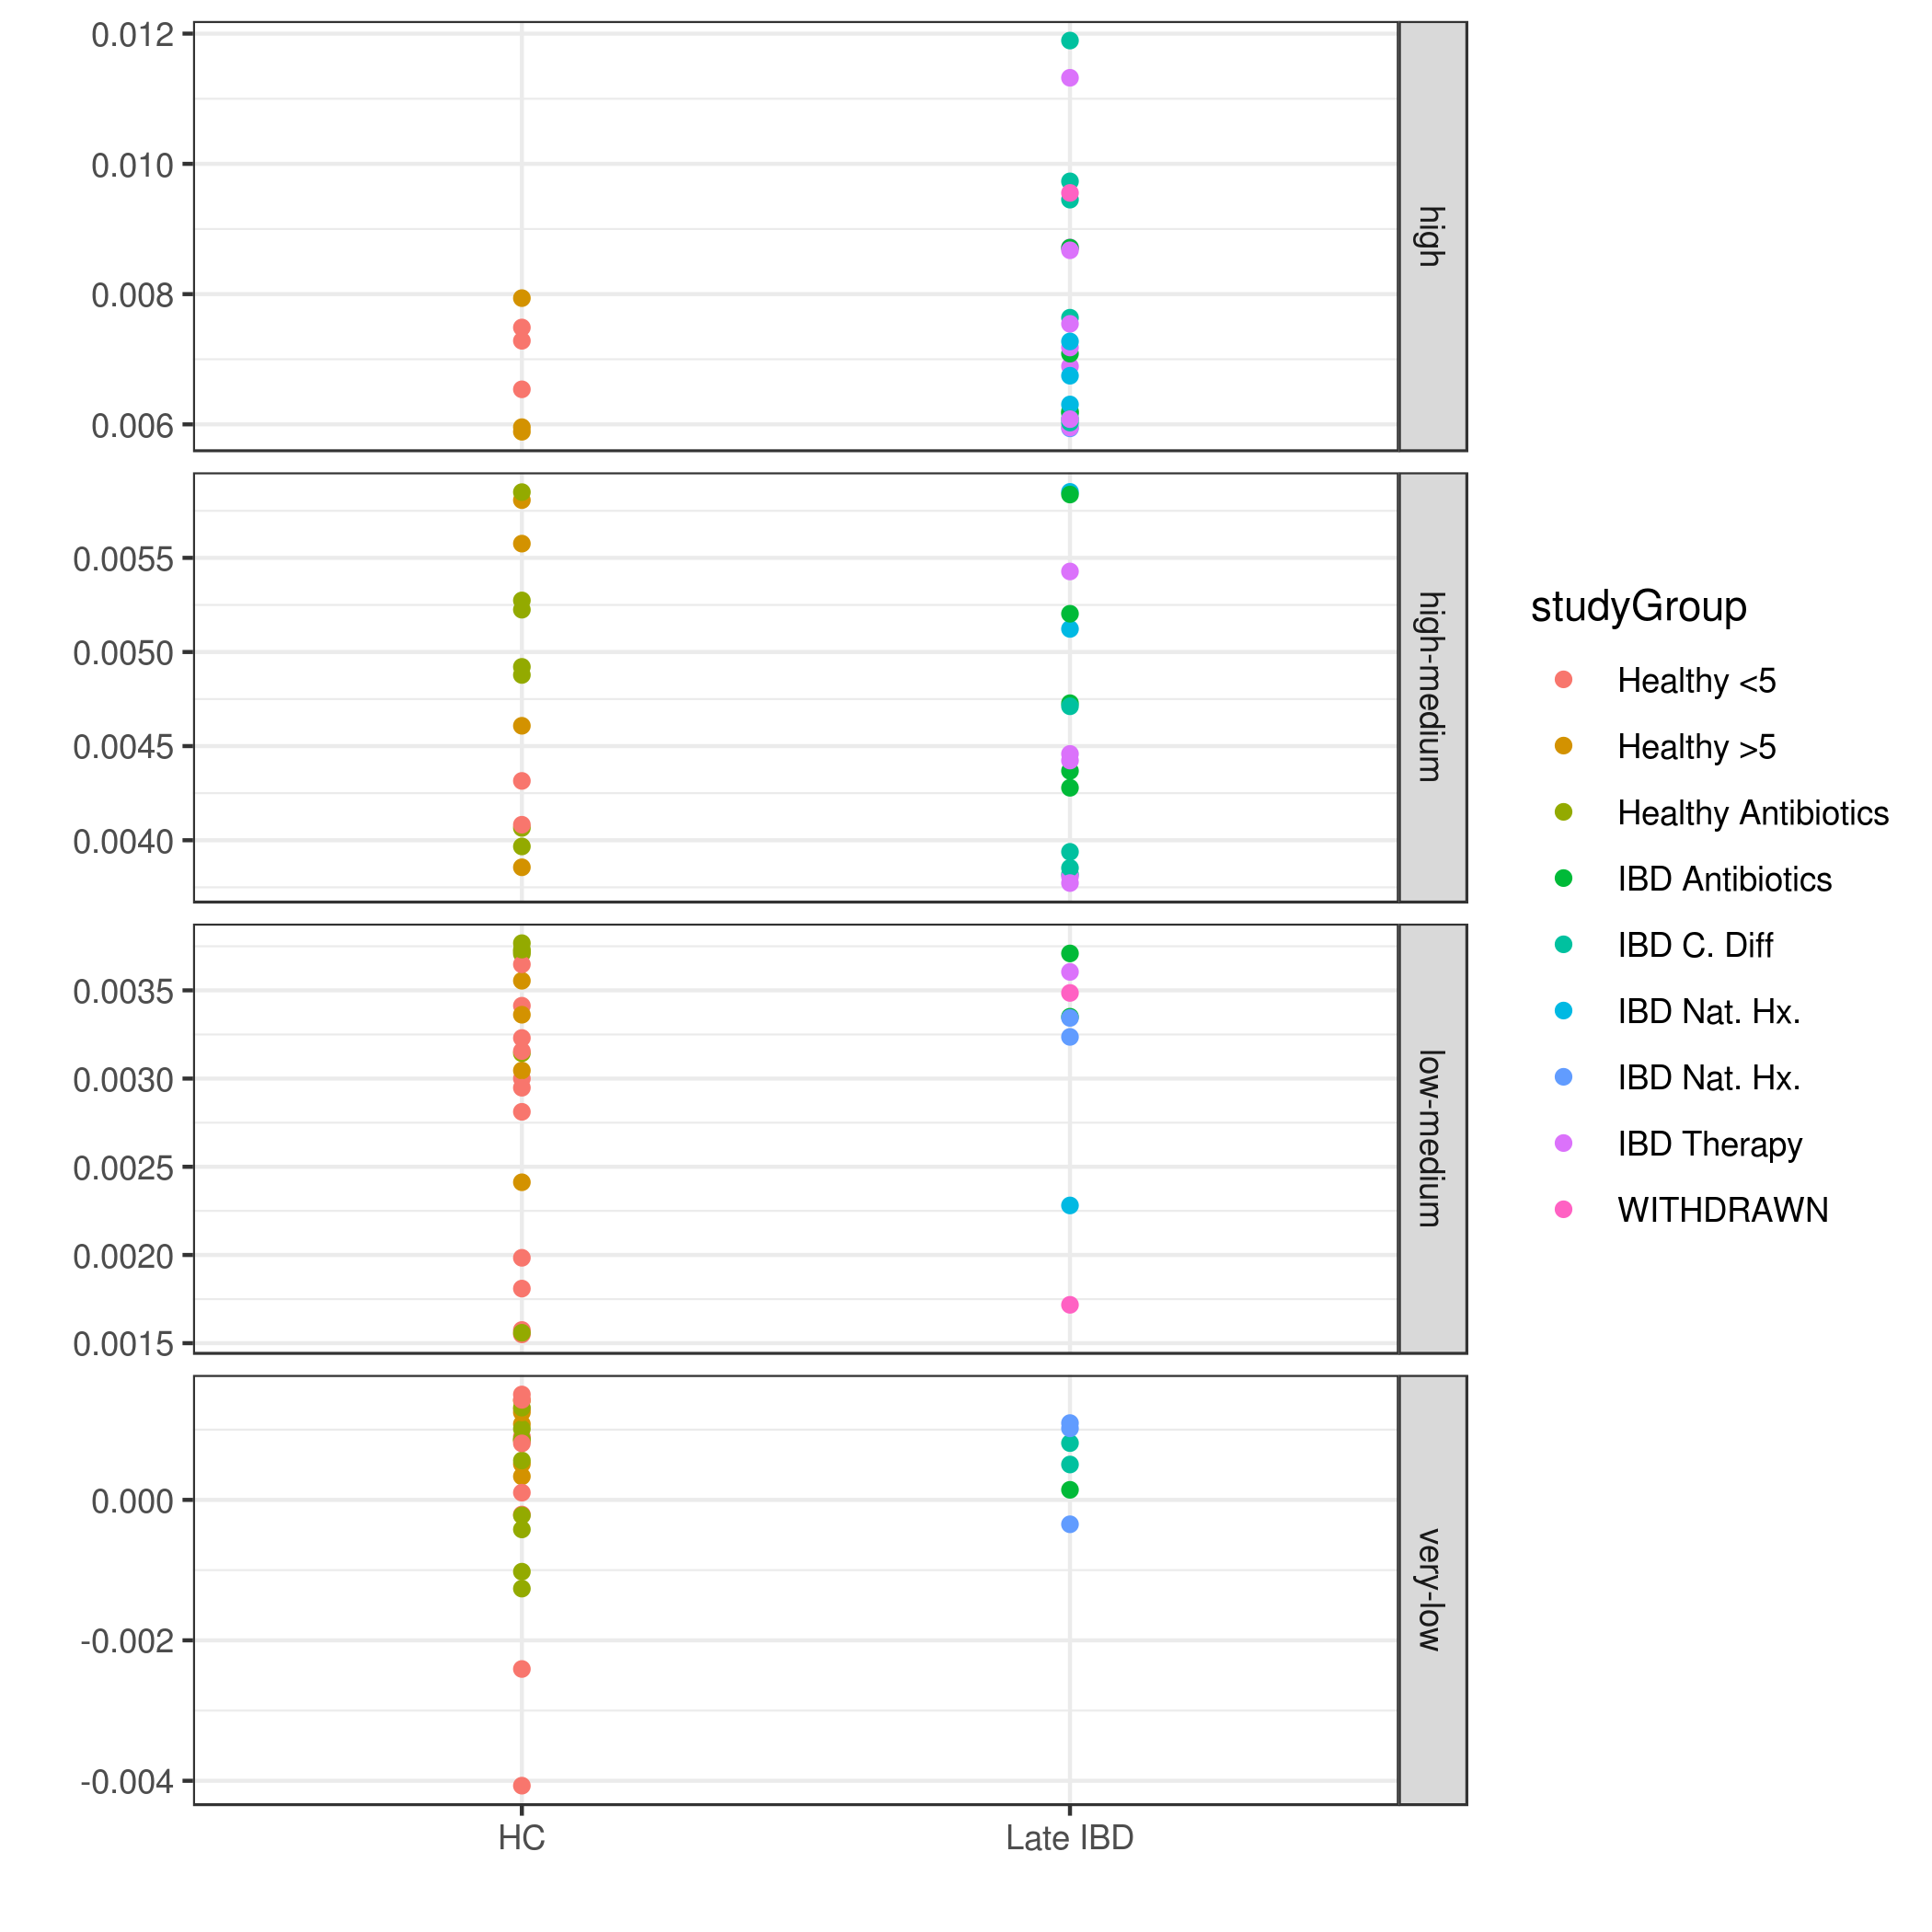 0.012
0.010
0.008
0.006
high
0.0055
0.0050
0.0045
0.0040
high-medium
0.0035
0.0030
0.0025
0.0020
0.0015
low-medium
0.000
-0.002
-0.004
very-low
HC
Late IBD
studyGroup
Healthy <5
Healthy >5
Healthy Antibiotics
IBD Antibiotics
IBD C. Diff
IBD Nat. Hx.
IBD Nat. Hx.
IBD Therapy
WITHDRAWN